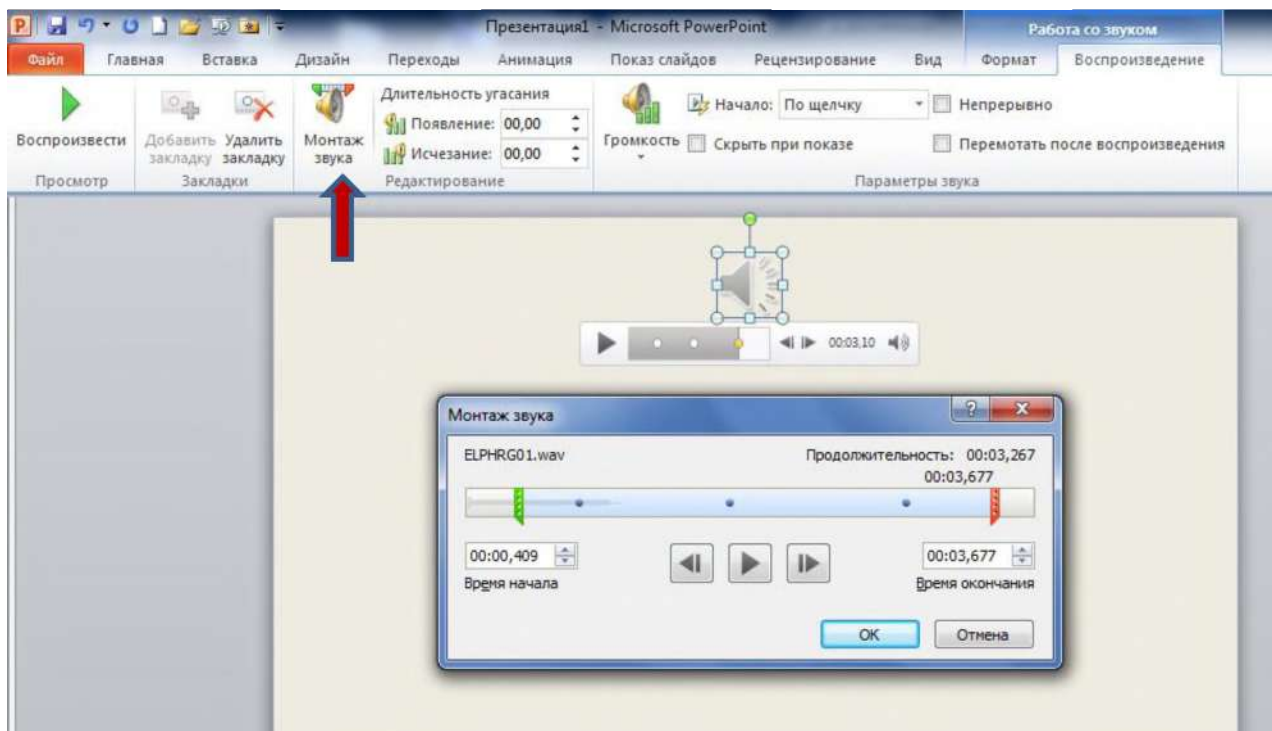 Презентация1 - Microsoft PowerPoint
Работа со звуком
Файл Главная Вставка Дизайн Переходы Анимация Показ слайдов Рецензирование Вид Формат Воспроизведение
Воспроизвести
Просмотр
Добавить закладку
Удалить закладку
Закладки
Монтаж звука
Длительность угасания
Появление: 00,00
Исчезание: 00,00
Редактирование
Громкость
Начало: По щелчку
Скрыть при показе
Непрерывно
Перемотать после воспроизведения
Параметры звука
00:03,10
Монтаж звука
ELPHRG01.wav
Продолжительность: 00:03,267
00:03,677
00:00,409
Время начала
00:03,677
Время окончания
OK
Отмена